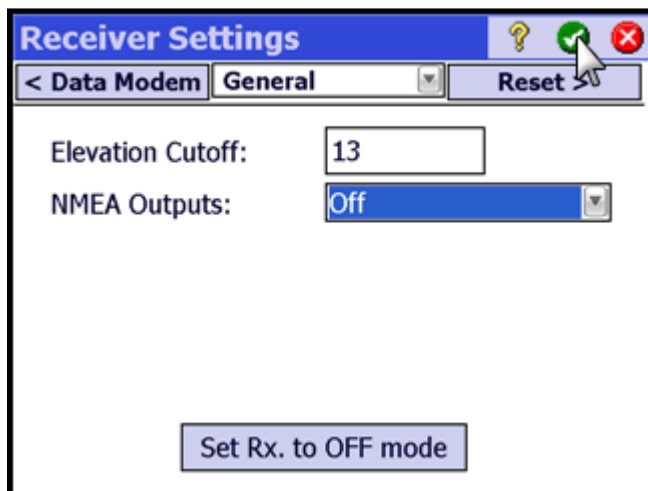 Receiver Settings ?
< Data Modem General Reset >
Elevation Cutoff: 13
NMEA Outputs: Off
Set Rx. to OFF mode